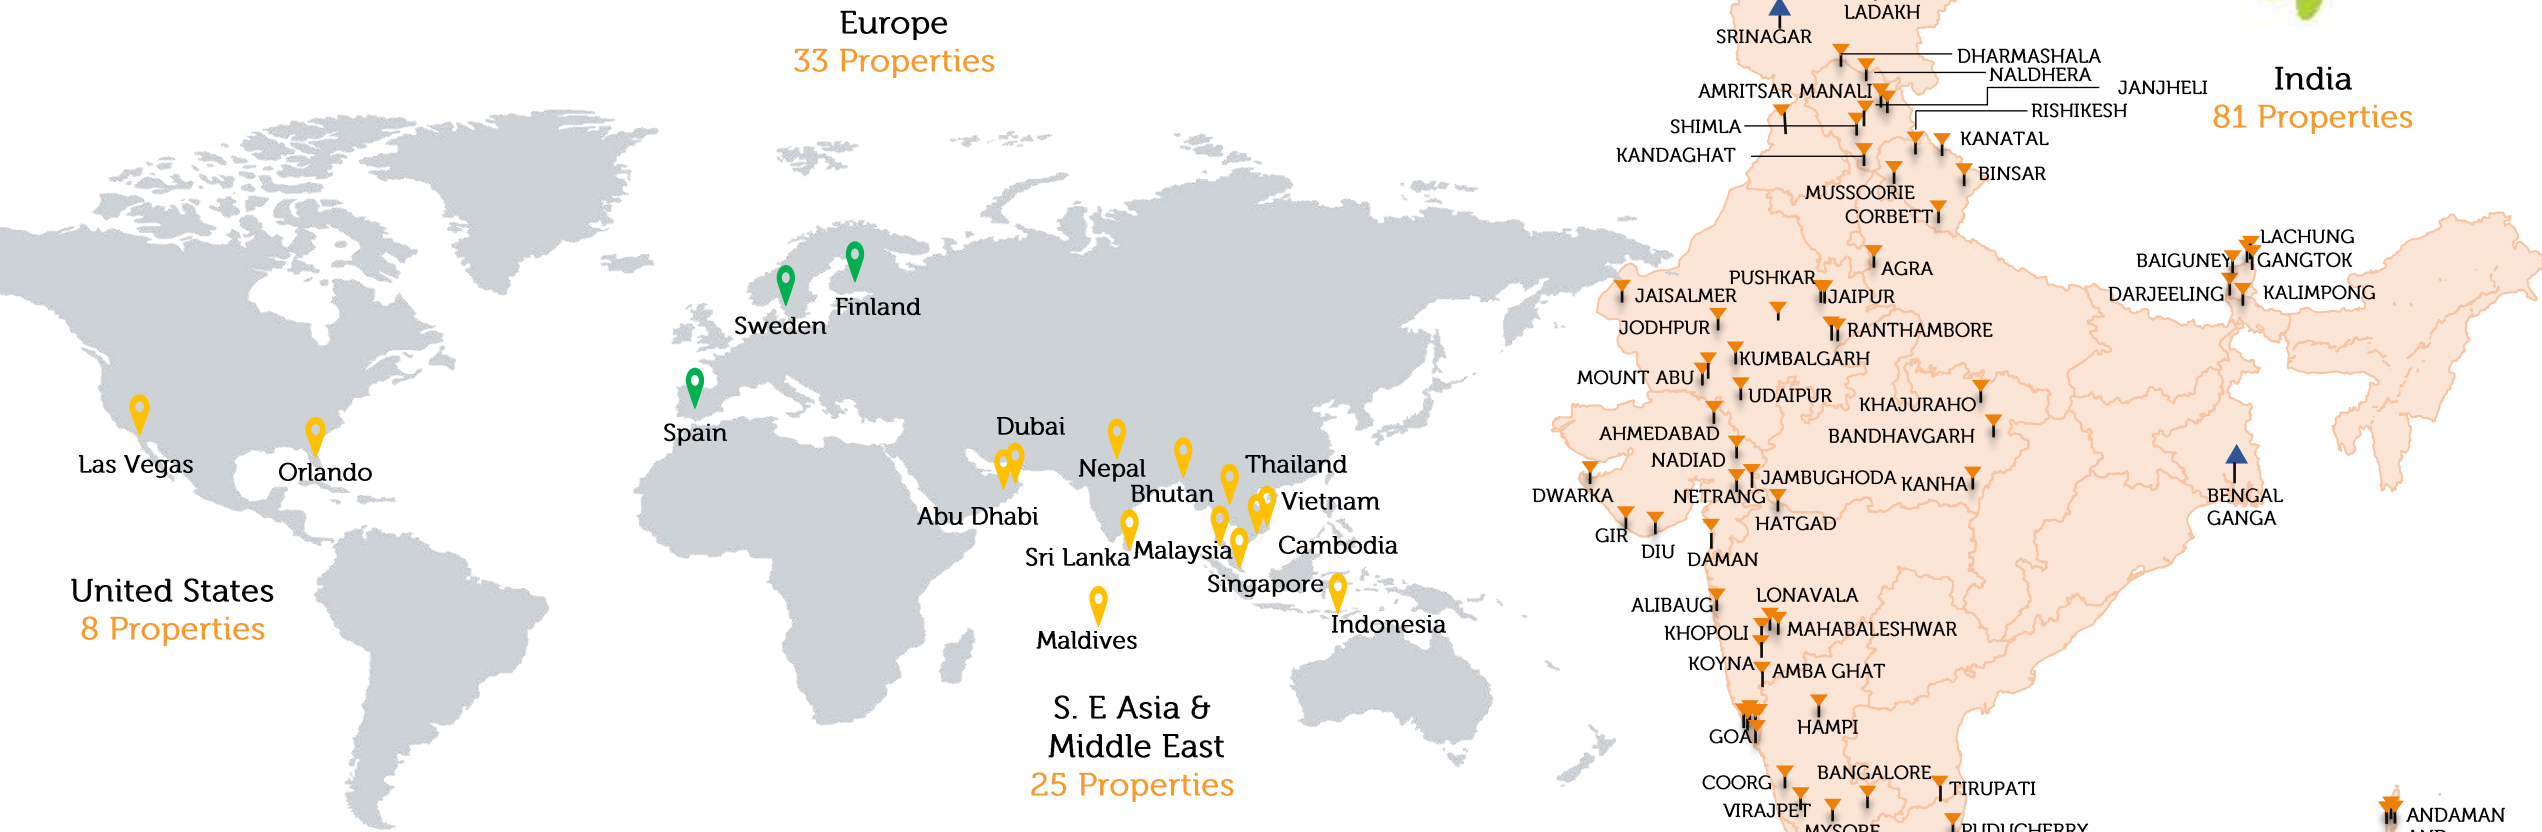 Europe
33 Properties
Finland
Sweden
Spain
Las Vegas
Orlando
United States
8 Properties
Dubai
Abu Dhabi
Nepal
Bhutan
Thailand
Vietnam
Sri Lanka
Malaysia
Cambodia
Singapore
Maldives
Indonesia
S. E Asia &
Middle East
25 Properties
India
81 Properties
LADAKH
SRINAGAR
DHARMASHALA
NALDHERA
JANJHELI
AMRITSAR
MANALI
RISHIKESH
SHIMLA
KANATAL
KANDAGHAT
BINSAR
MUSSOORIE
CORBETT
LACHUNG
BAIGUNEY
GANGTOK
DARJEELING
KALIMPONG
AGRA
PUSHKAR
JAISALMER
JAIPUR
JODHPUR
RANTHAMBORE
KUMBALGARH
MOUNT ABU
UDAIPUR
KHAJURAHO
AHMEDABAD
BANDHAVGARH
NADIAD
JAMBUGHODA
KANHA
DWARKA
NETRANG
HATGAD
BENGAL
GANGA
GIR
DIU
DAMAN
ALIBAUG
LONAVALA
KHOPOLI
MAHABALESHWAR
KOYNA
AMBA GHAT
GOA
HAMPI
COORG
BANGALORE
TIRUPATI
VIRAJPET
MYSORE
PUDUCHERRY
ANDAMAN